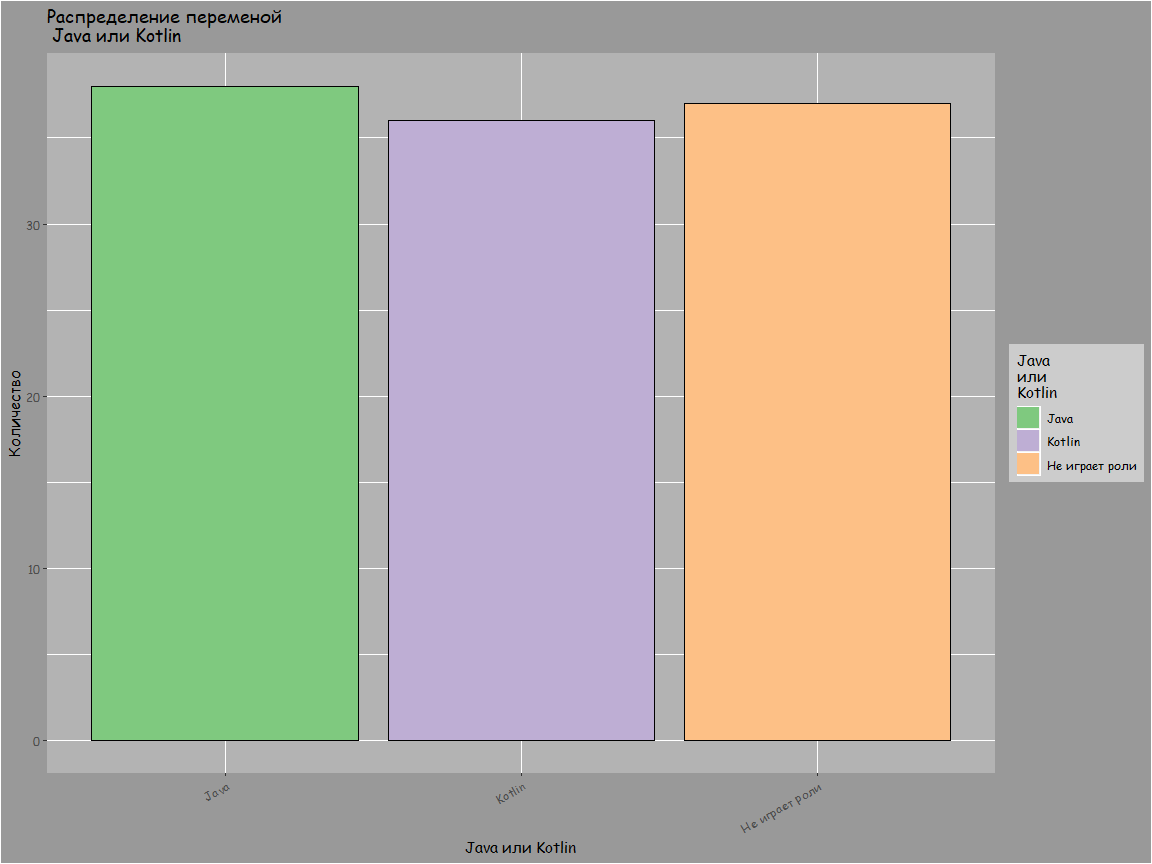 Распределение переменой
Java или Kotlin
Количество
30
20
10
0
Java
Kotlin
Не играет роли
Java или Kotlin
Java
или
Kotlin
Java
Kotlin
Не играет роли